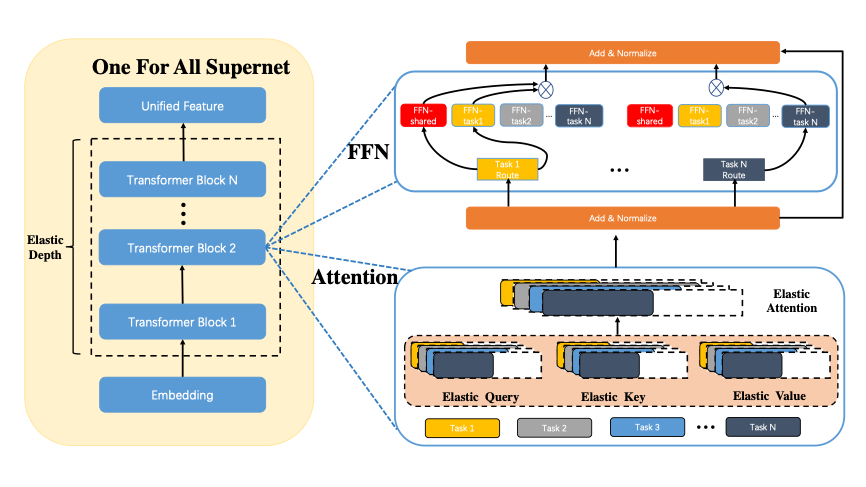 One For All Supernet
Unified Feature
Transformer Block N
Transformer Block 2
Transformer Block 1
Embedding
Elastic
Depth
FFN
Attention
Add & Normalize
FFN-
shared
FFN-
task1
FFN-
task2
...
FFN-
task N
FFN-
shared
FFN-
task1
FFN-
task2
...
FFN-
task N
Task 1
Route
...
Task N
Route
Add & Normalize
Elastic
Attention
Elastic Query
Elastic Key
Elastic Value
Task 1
Task 2
Task 3
...
Task N